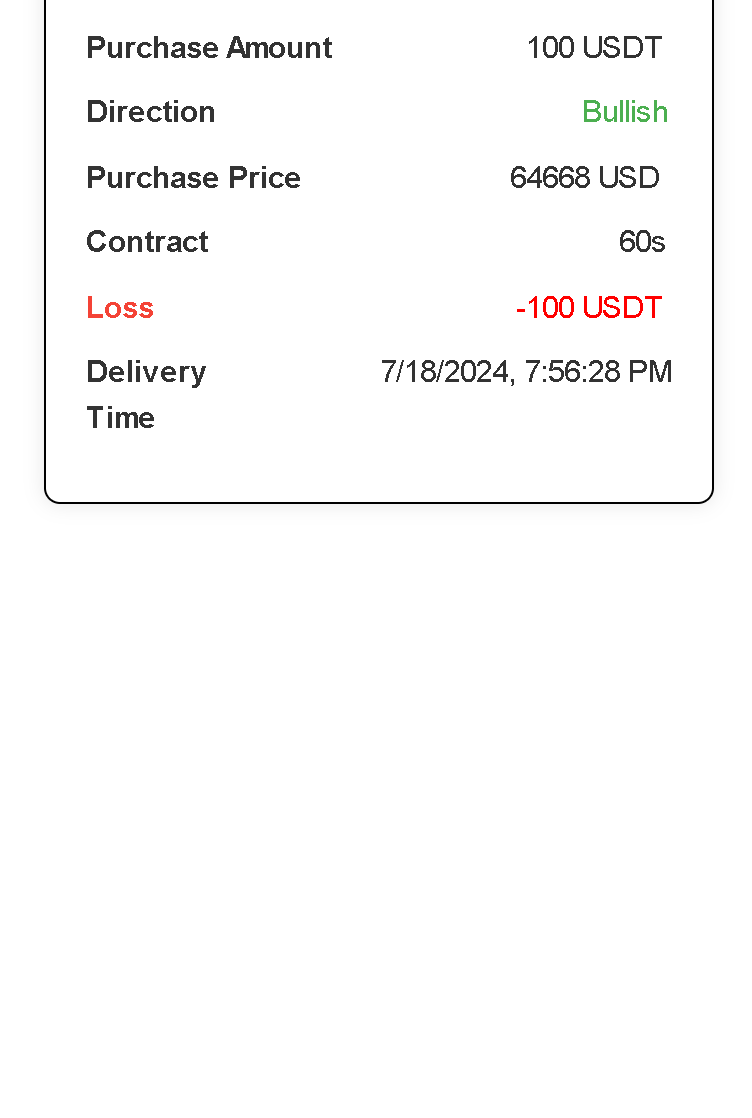 Purchase Amount 100 USDT
Direction Bullish
Purchase Price 64668 USD
Contract 60s
Loss -100 USDT
Delivery 7/18/2024, 7:56:28 PM
Time